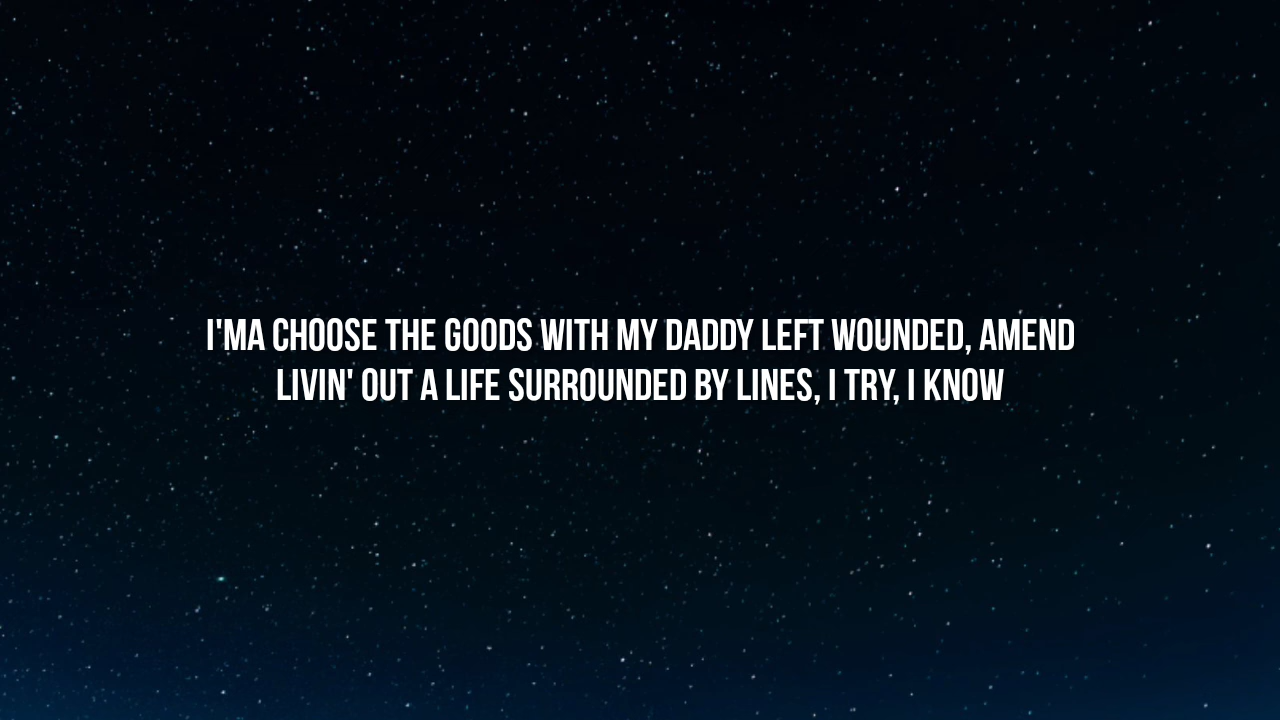 I'MA CHOOSE THE GOODS WITH MY DADDY LEFT WOUNDED, AMEND
LIVIN' OUT A LIFE SURROUNDED BY LINES, I TRY, I KNOW